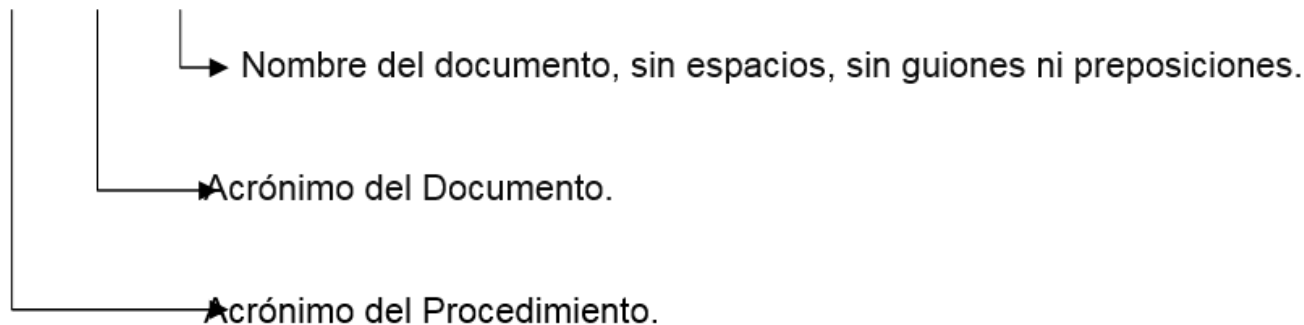 Nombre del documento, sin espacios, sin guiones ni preposiciones.
Acrónimo del Documento.
Acrónimo del Procedimiento.